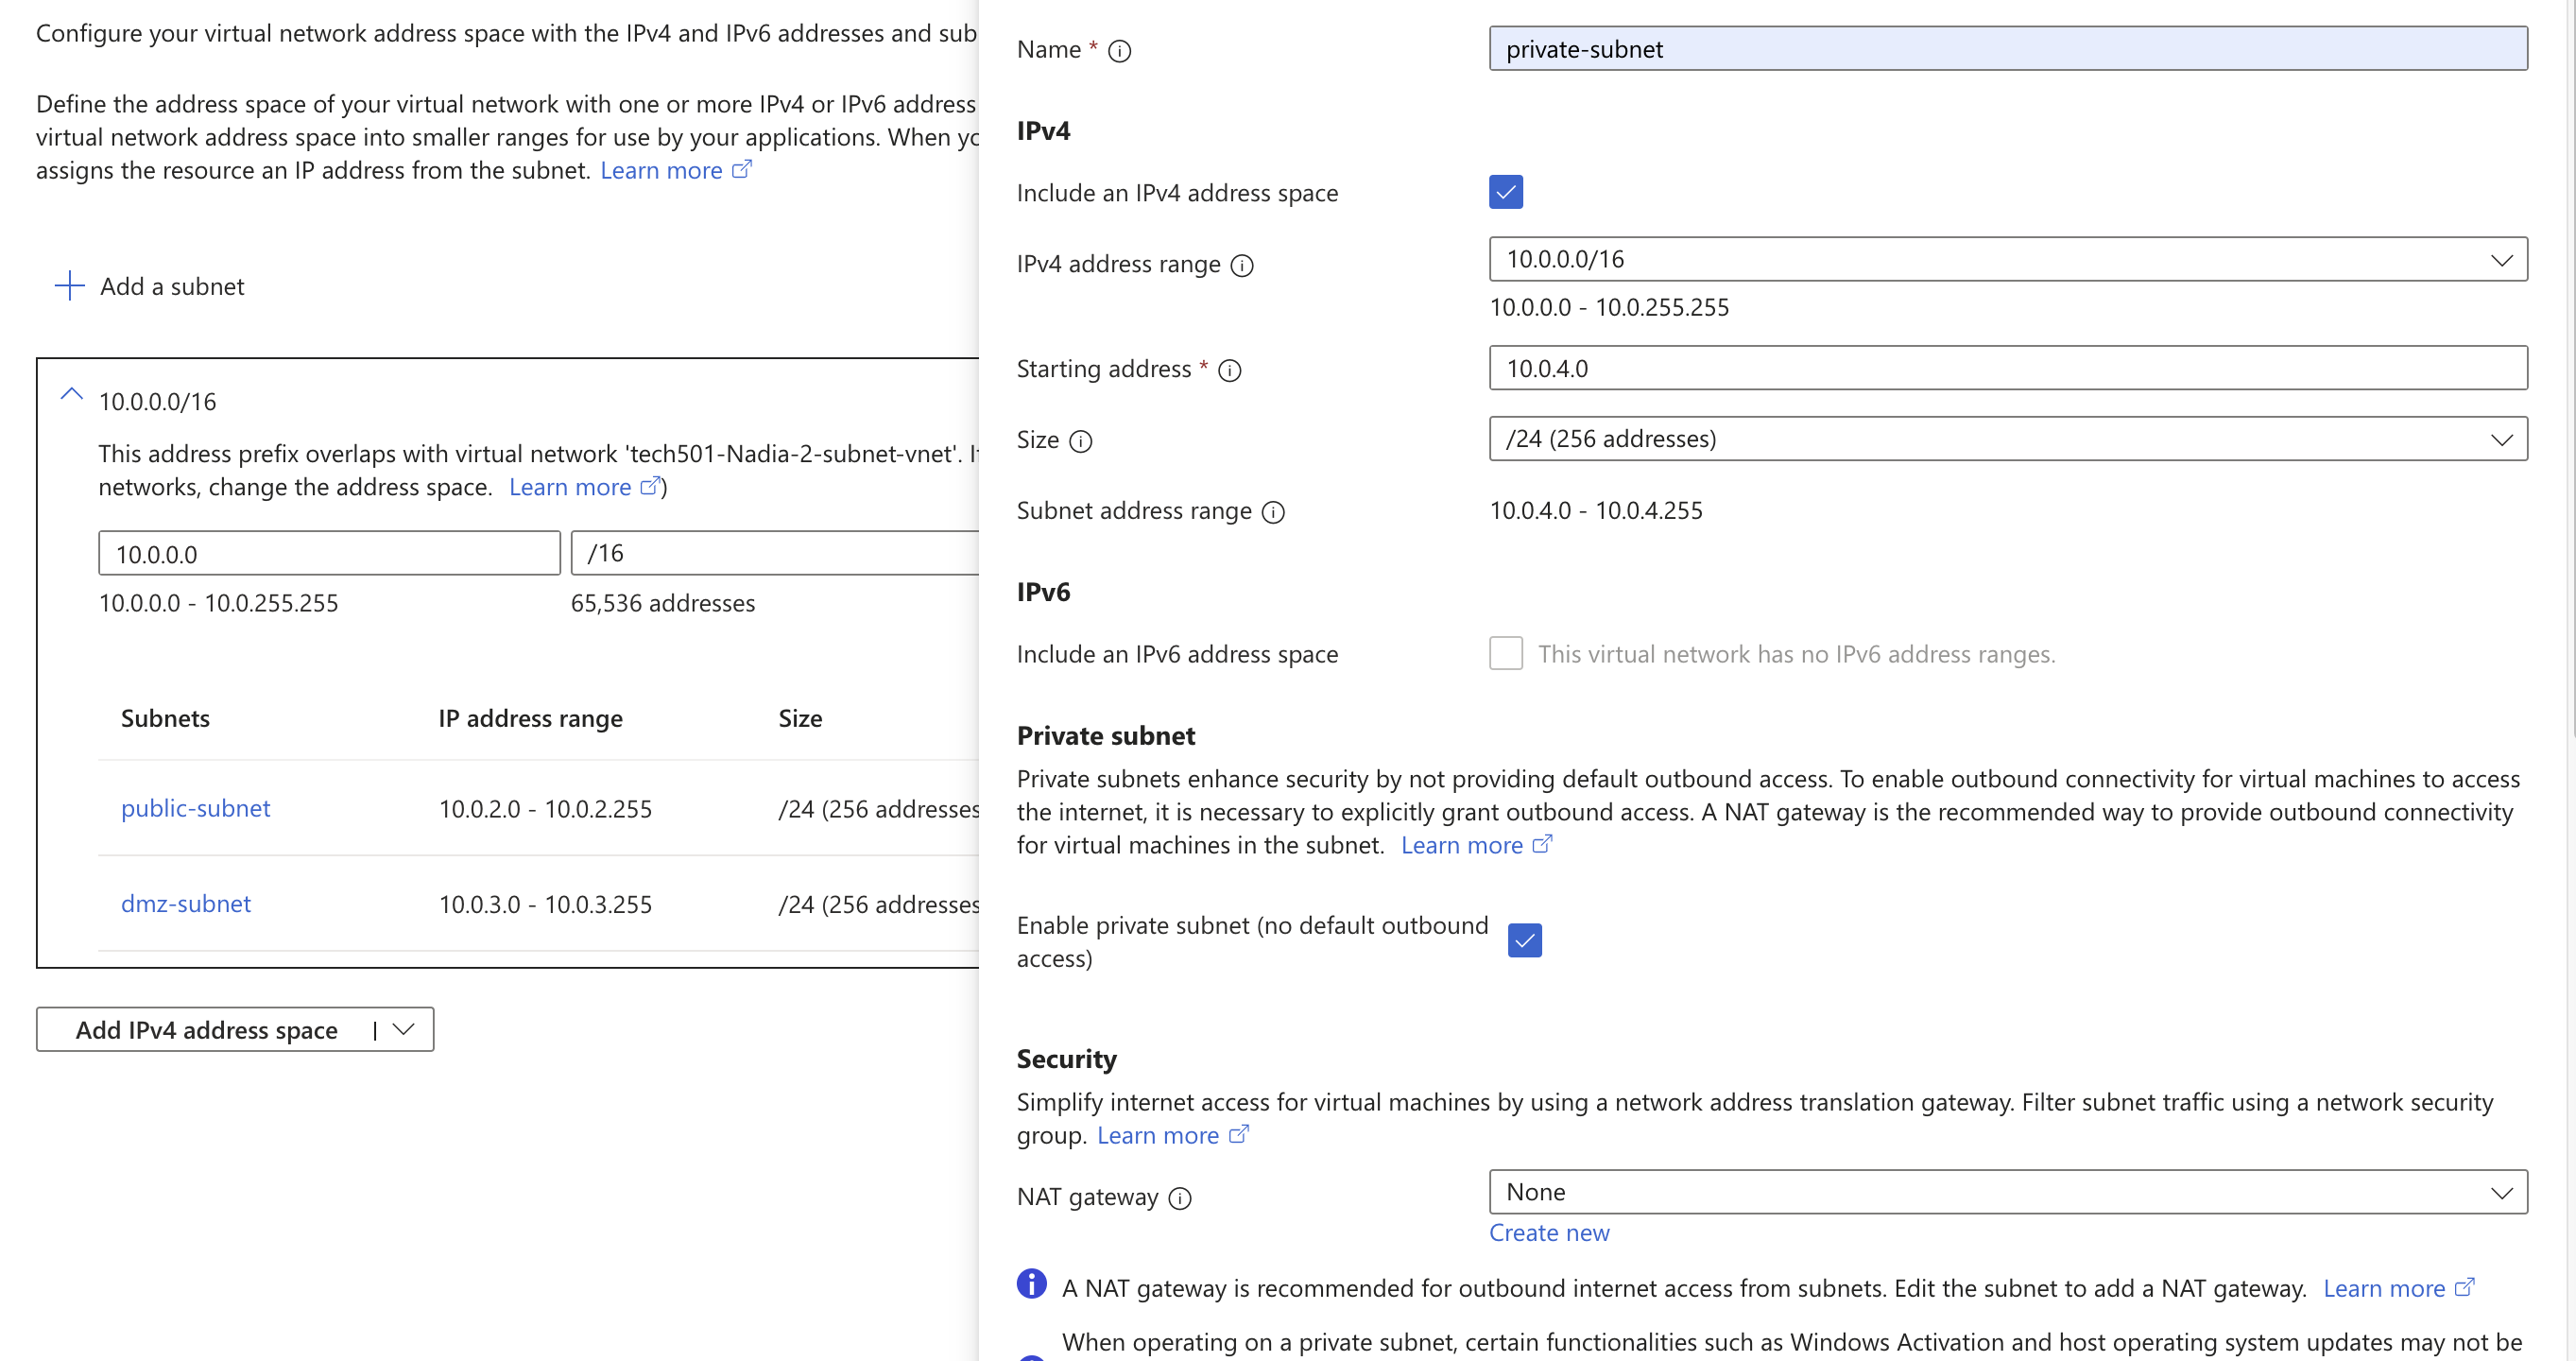 Configure your virtual network address space with the IPv4 and IPv6 addresses and sub
Define the address space of your virtual network with one or more IPv4 or IPv6 address
virtual network address space into smaller ranges for use by your applications. When yo
assigns the resource an IP address from the subnet. Learn more
Add a subnet
10.0.0.0/16
This address prefix overlaps with virtual network 'tech501-Nadia-2-subnet-vnet'. I
networks, change the address space. Learn more)
10.0.0.0 /16
10.0.0.0 - 10.0.255.255 65,536 addresses
Subnets IP address range Size
public-subnet 10.0.2.0 - 10.0.2.255 /24 (256 addresses
dmz-subnet 10.0.3.0 - 10.0.3.255 /24 (256 addresses
Add IPv4 address space |
Name * private-subnet
IPv4
Include an IPv4 address space
IPv4 address range 10.0.0.0/16
10.0.0.0 - 10.0.255.255
Starting address * 10.0.4.0
Size /24 (256 addresses)
Subnet address range 10.0.4.0 - 10.0.4.255
IPv6
Include an IPv6 address space This virtual network has no IPv6 address ranges.
Private subnet
Private subnets enhance security by not providing default outbound access. To enable outbound connectivity for virtual machines to access
the internet, it is necessary to explicitly grant outbound access. A NAT gateway is the recommended way to provide outbound connectivity
for virtual machines in the subnet. Learn more
Enable private subnet (no default outbound
access)
Security
Simplify internet access for virtual machines by using a network address translation gateway. Filter subnet traffic using a network security
group. Learn more
NAT gateway None
Create new
A NAT gateway is recommended for outbound internet access from subnets. Edit the subnet to add a NAT gateway. Learn more
When operating on a private subnet, certain functionalities such as Windows Activation and host operating system updates may not be